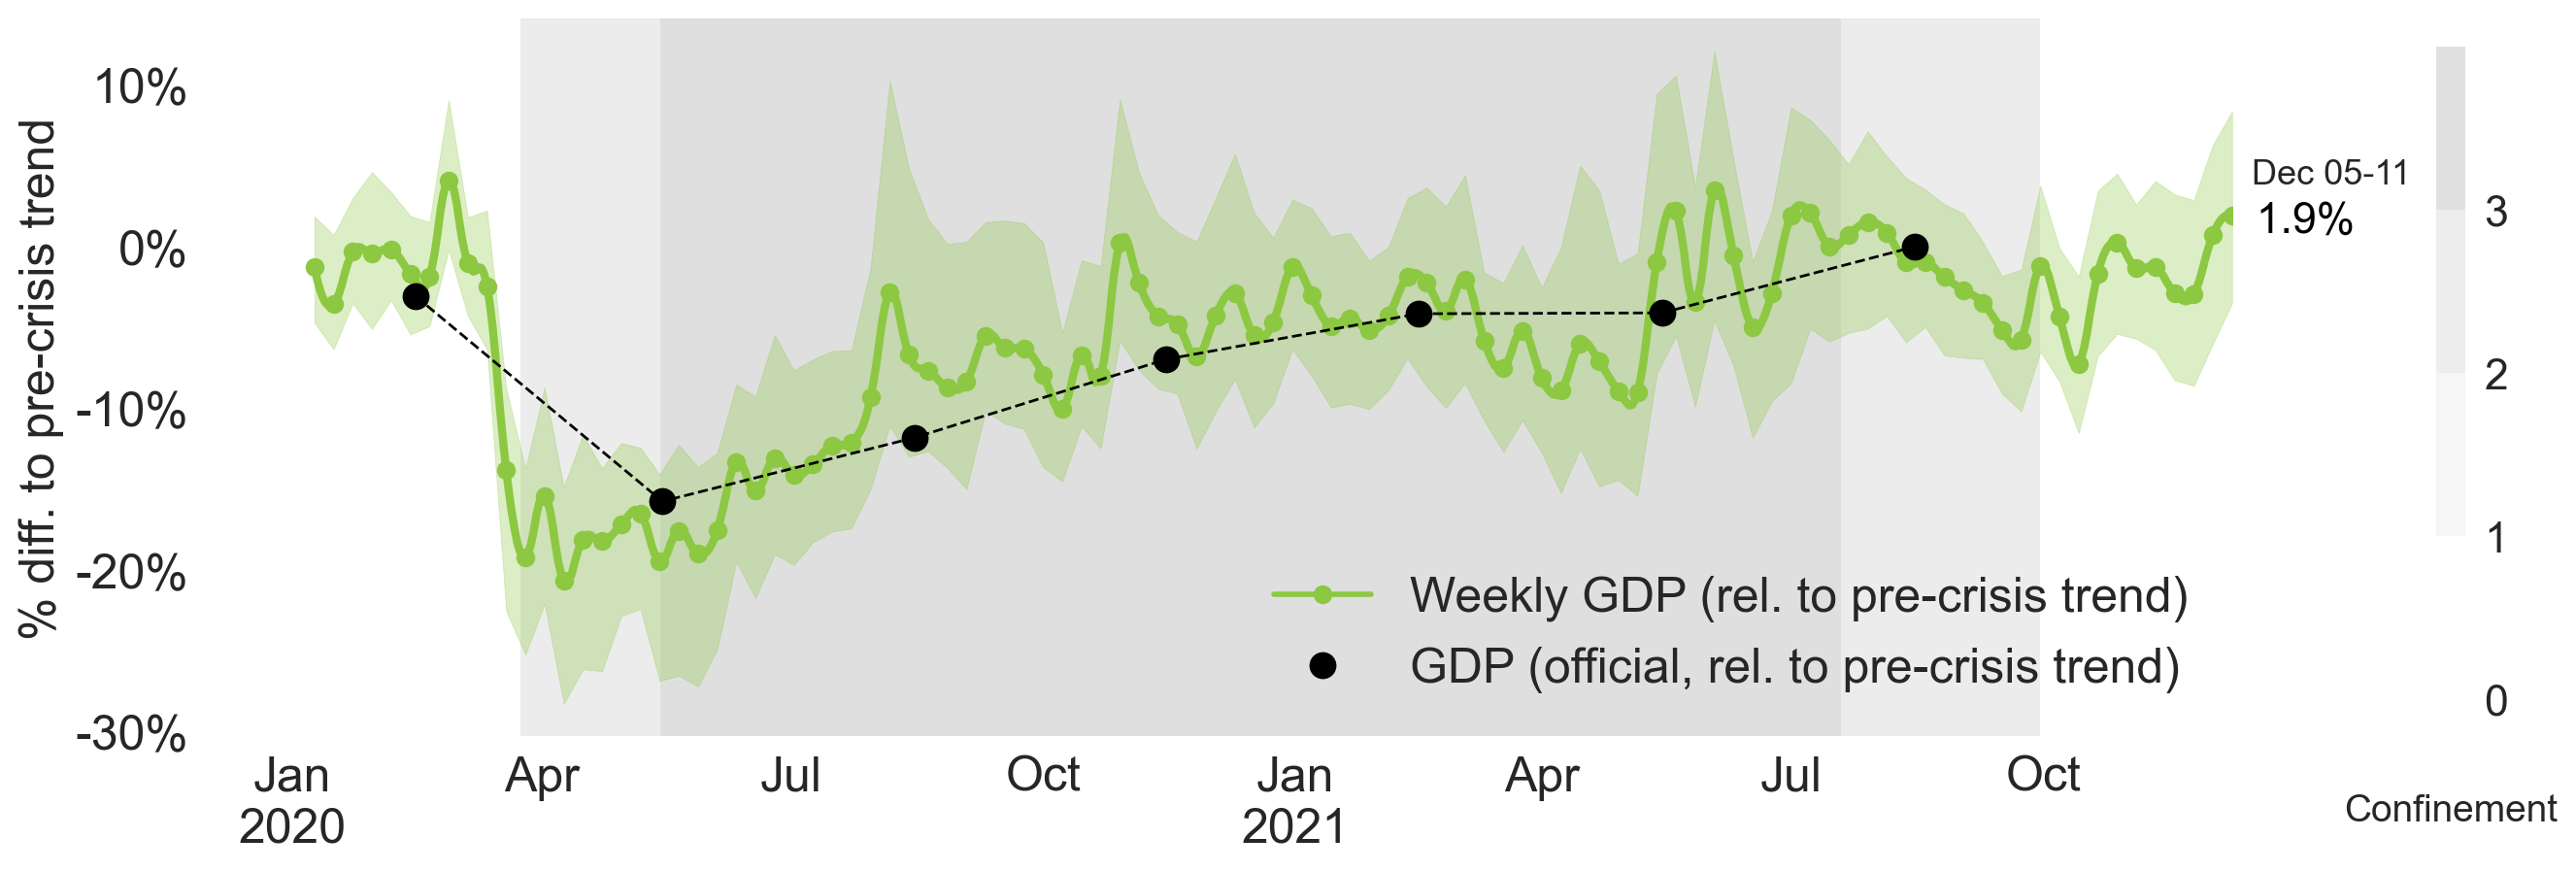 % diff. to pre-crisis trend
10%
0%
-10%
-20%
-30%
Jan
2020
Apr
Jul
Oct
Jan
2021
Apr
Jul
Oct
Dec 05-11
1.9%
Weekly GDP (rel. to pre-crisis trend)
GDP (official, rel. to pre-crisis trend)
3
2
1
0
Confinement